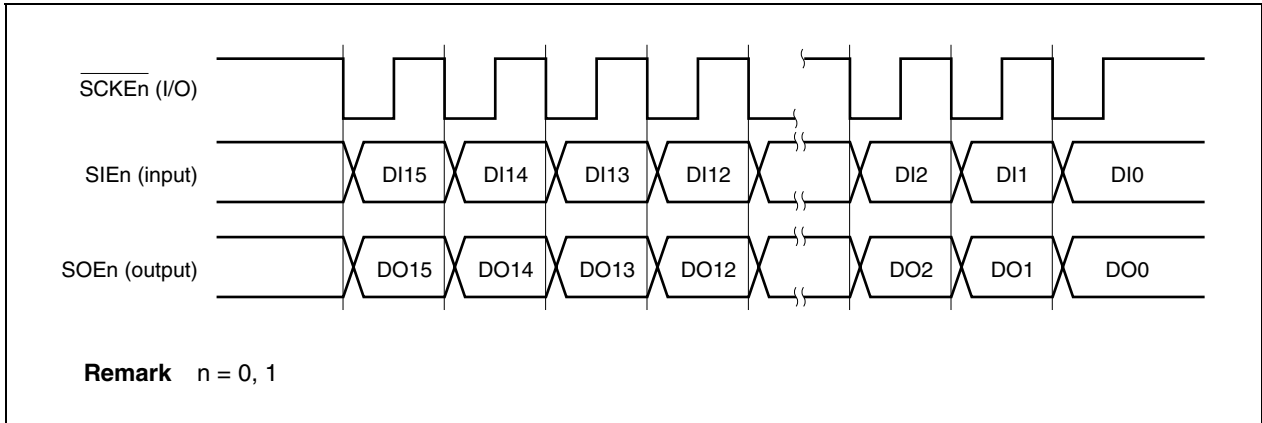 SCKEn (I/O)
SIEn (input) DI15 DI14 DI13 DI12 DI2 DI1 DI0
SOEn (output) DO15 DO14 DO13 DO12 DO2 DO1 DO0
Remark n = 0, 1